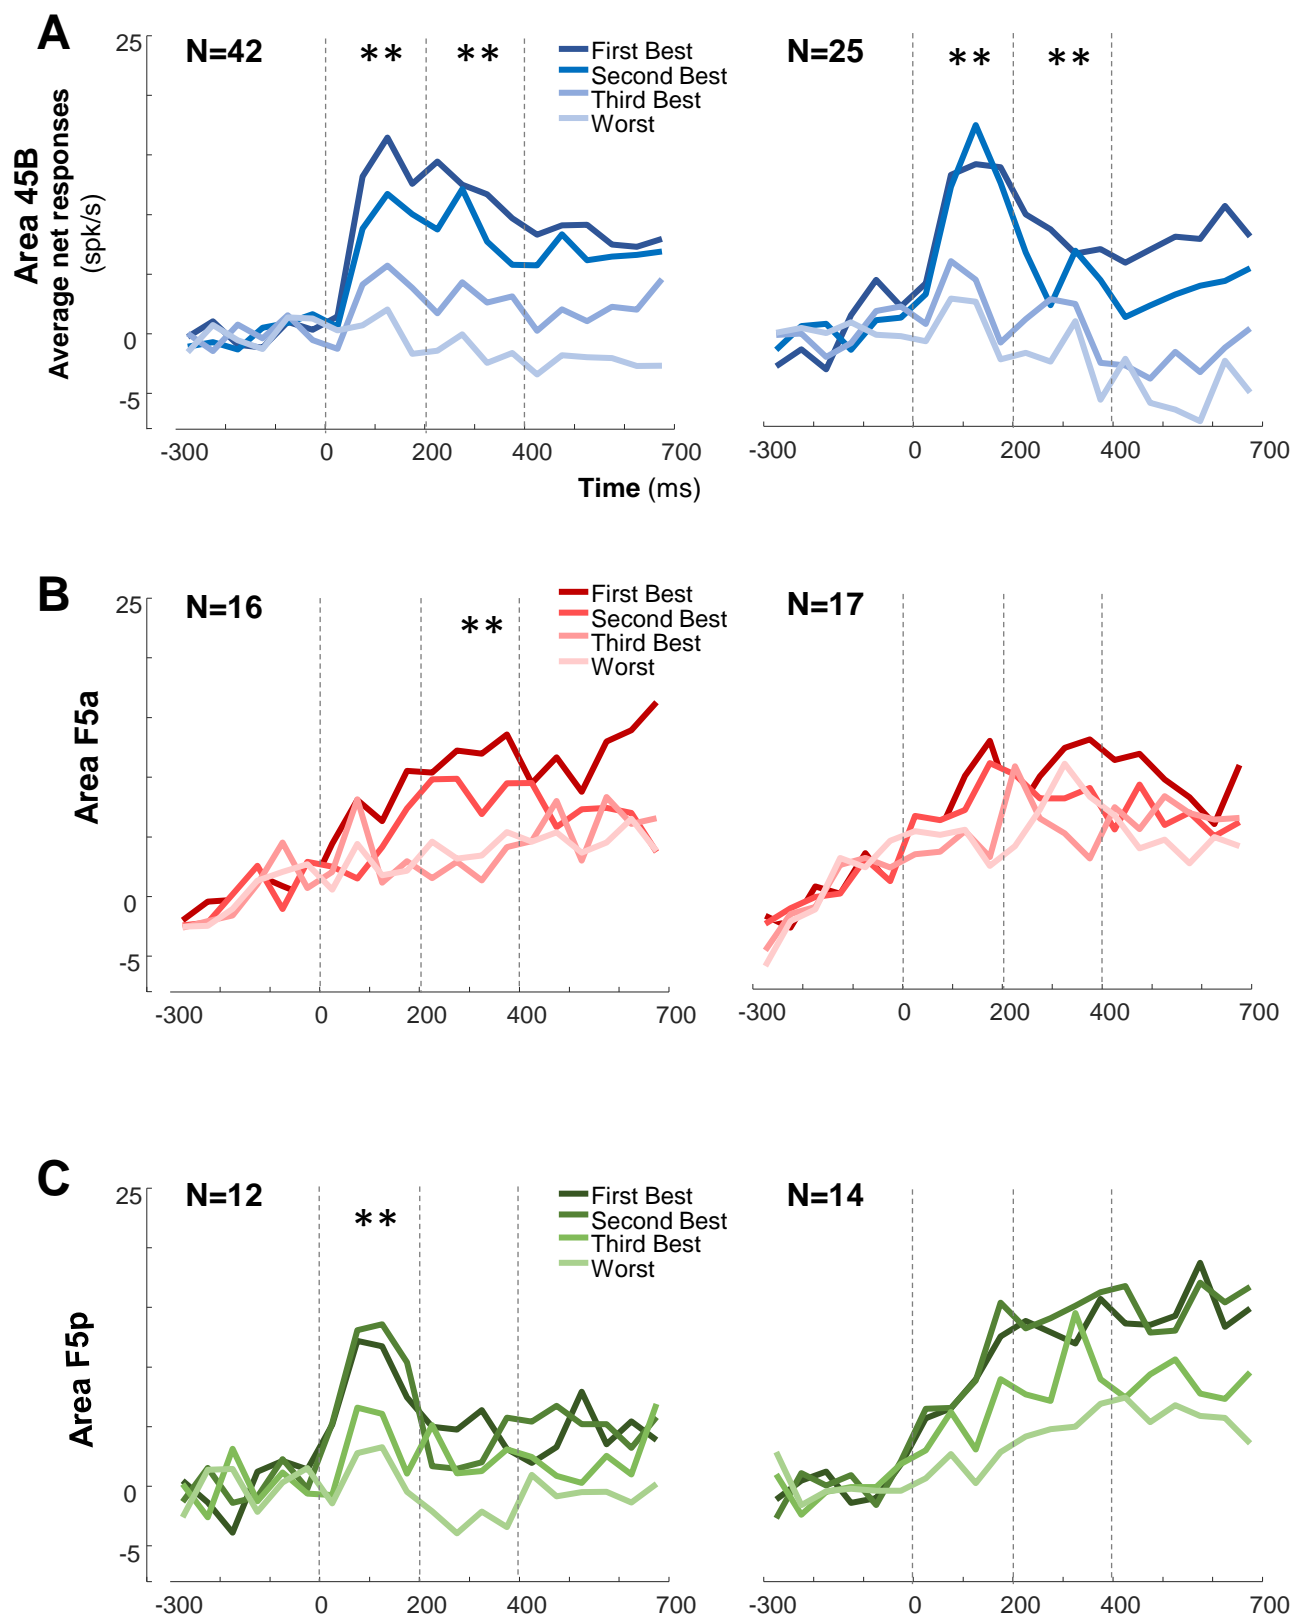 A
25
N=42
** **
First Best
Second Best
Third Best
Worst
N=25
** **
Area 45B
Average net responses
(spk/s)
0
-5
-300 0 200 400 700
-300 0 200 400 700
Time (ms)
B
25
N=16
**
First Best
Second Best
Third Best
Worst
N=17
Area F5a
0
-5
-300 0 200 400 700
-300 0 200 400 700
C
25
N=12
**
First Best
Second Best
Third Best
Worst
N=14
Area F5p
0
-5
-300 0 200 400 700
-300 0 200 400 700